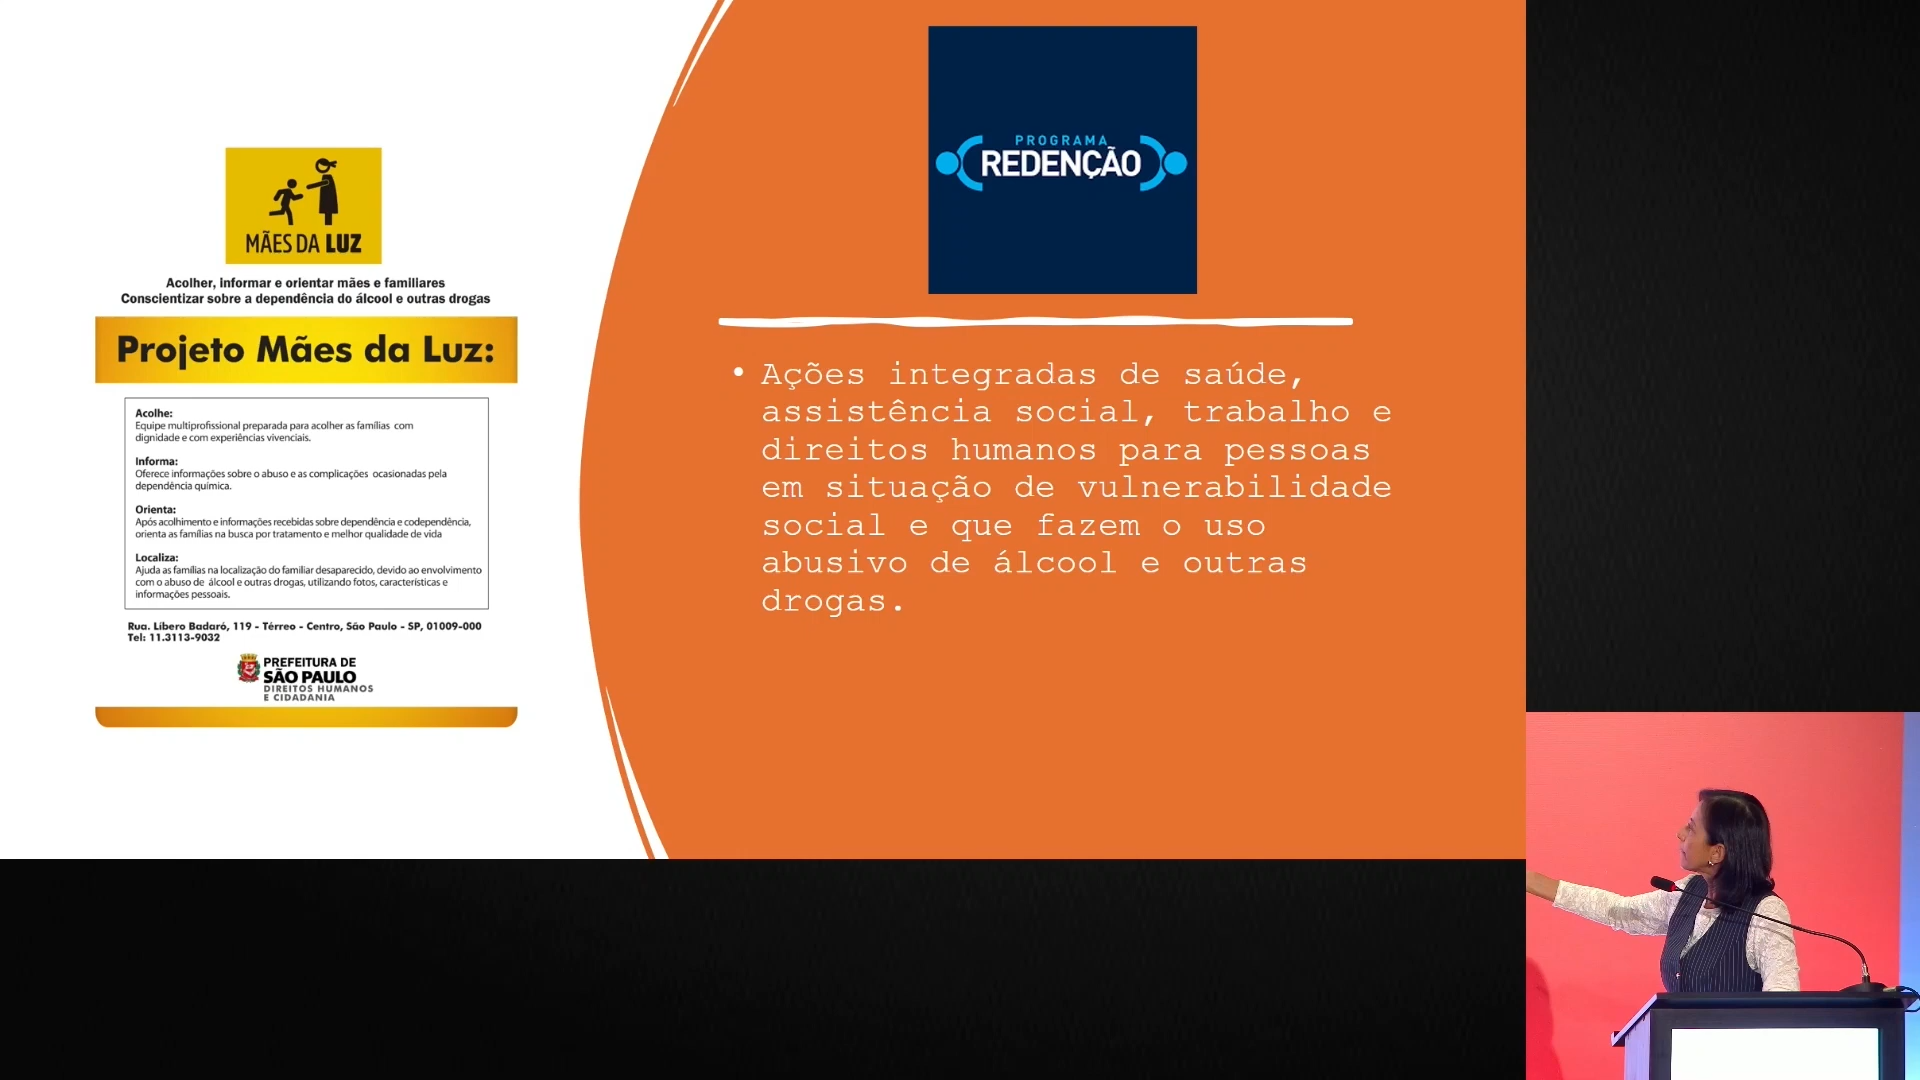 MÃES DA LUZ
Acolher, informar e orientar mães e familiares
Conscientizar sobre a dependência do álcool e outras drogas
Projeto Mães da Luz:
Acolhe:
Equipe multiprofissional preparada para acolher as famílias com
dignidade e com experiências vivenciais.
Informa:
Oferece informações sobre o abuso e as complicações ocasionadas pela
dependência química.
Orienta:
Após acolhimento e informações recebidas sobre dependência e codependência,
orienta as famílias na busca por tratamento e melhor qualidade de vida
Localiza:
Ajuda as famílias na localização do familiar desaparecido, devido ao envolvimento
com o abuso de álcool e outras drogas, utilizando fotos, características e
informações pessoais.
Rua. Líbero Badaró, 119 - Térreo - Centro, São Paulo - SP, 01009-000
Tel: 11.3113-9032
PREFEITURA DE
SÃO PAULO
DIREITOS HUMANOS
E CIDADANIA
PROGRAMA
REDENÇÃO
• Ações integradas de saúde,
assistência social, trabalho e
direitos humanos para pessoas
em situação de vulnerabilidade
social e que fazem o uso
abusivo de álcool e outras
drogas.